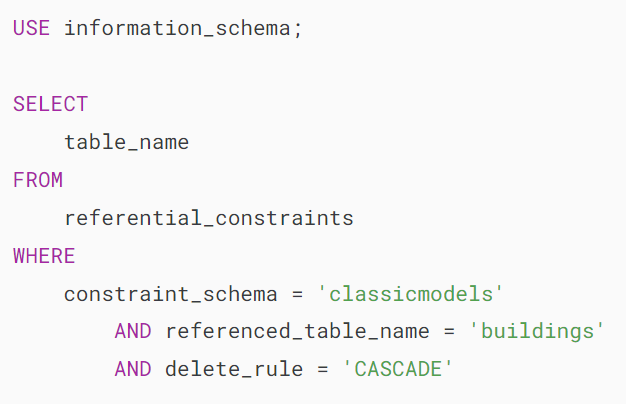 USE information_schema;
SELECT
table_name
FROM
referential_constraints
WHERE
constraint_schema = 'classicmodels'
AND referenced_table_name = 'buildings'
AND delete_rule = 'CASCADE'